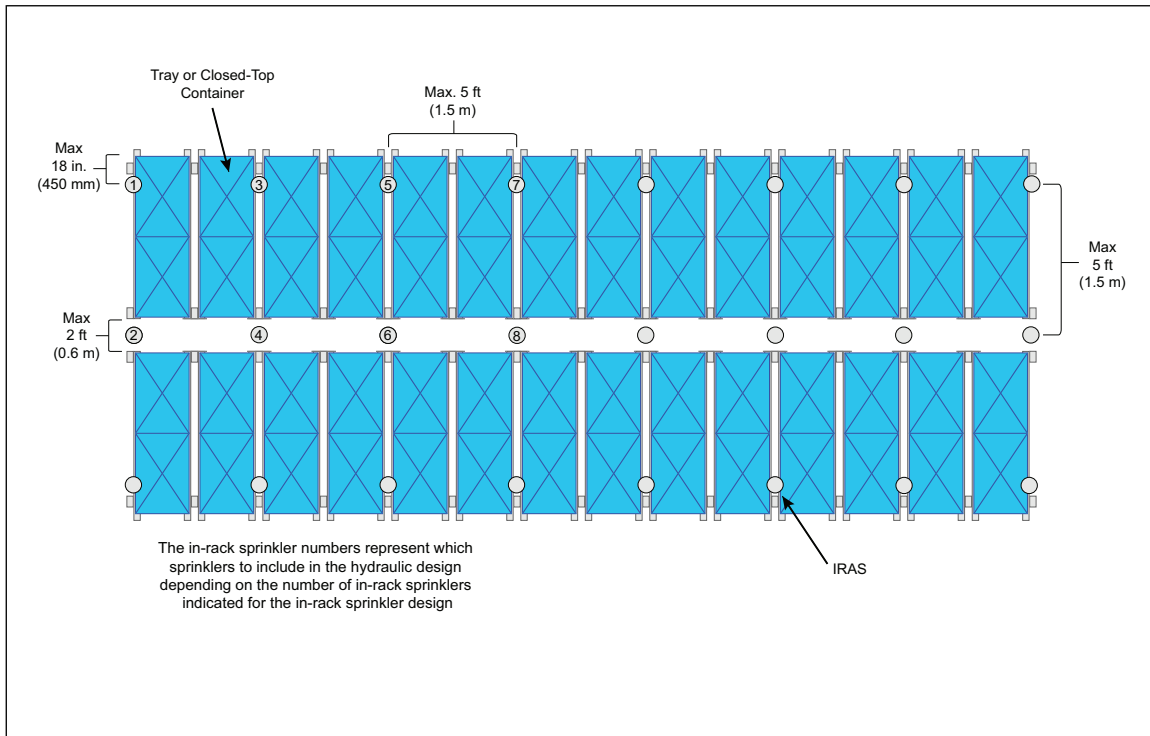 Tray or Closed-Top
Container
Max. 5 ft
(1.5 m)
Max
18 in.
(450 mm)
1
3
5
7
Max
5 ft
(1.5 m)
Max
2 ft
(0.6 m)
2
4
6
8
The in-rack sprinkler numbers represent which
sprinklers to include in the hydraulic design
depending on the number of in-rack sprinklers
indicated for the in-rack sprinkler design
IRAS